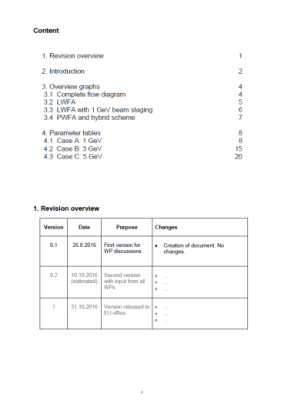 Content
1. Revision overview 1
2. Introduction 2
3. Overview graphs 4
3.1 Complete flow diagram 4
3.2 LWFA 5
3.3 LWFA with 1 GeV beam staging 6
3.4 PWFA and hybrid scheme 7
4. Parameter tables 8
4.1 Case A: 1 GeV 8
4.2 Case B: 3 GeV 15
4.3 Case C: 5 GeV 20
1. Revision overview
Version Date Purpose Changes
0.1 26.8.2016 First version for • Creation of document. No
WP discussions. changes.
0.2 10.10.2016 Second version • ...
(estimated) with input from all • ...
WPs • ...
1 31.10.2016 Version released to • ...
EU office. • ...
• ...
1